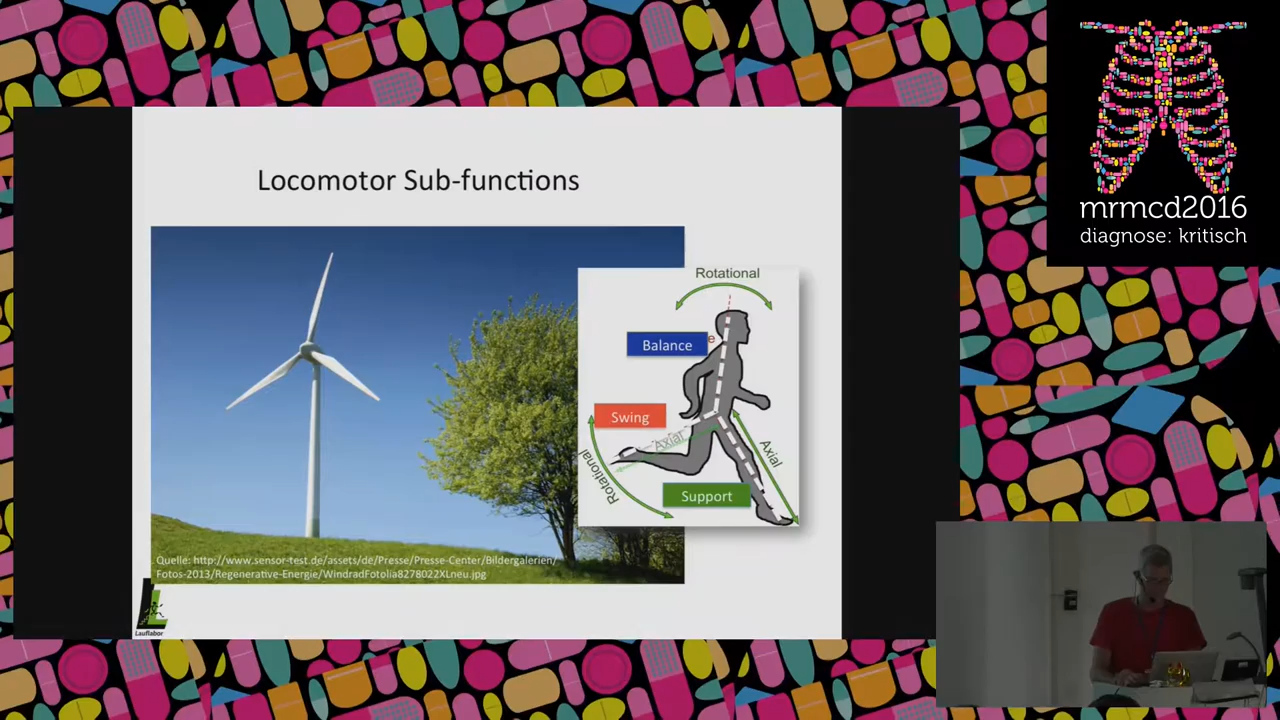 Locomotor Sub-functions
Rotational
Balance
e
Swing
Axial
Axial
Rotational
Support
Quelle: http://www.sensor-test.de/assets/de/Presse/Presse-Center/Bildergalerien/
Fotos-2013/Regenerative-Energie/WindradFotolia8278022XLneu.jpg
Lauflabor
mrmcd2016
diagnose: kritisch